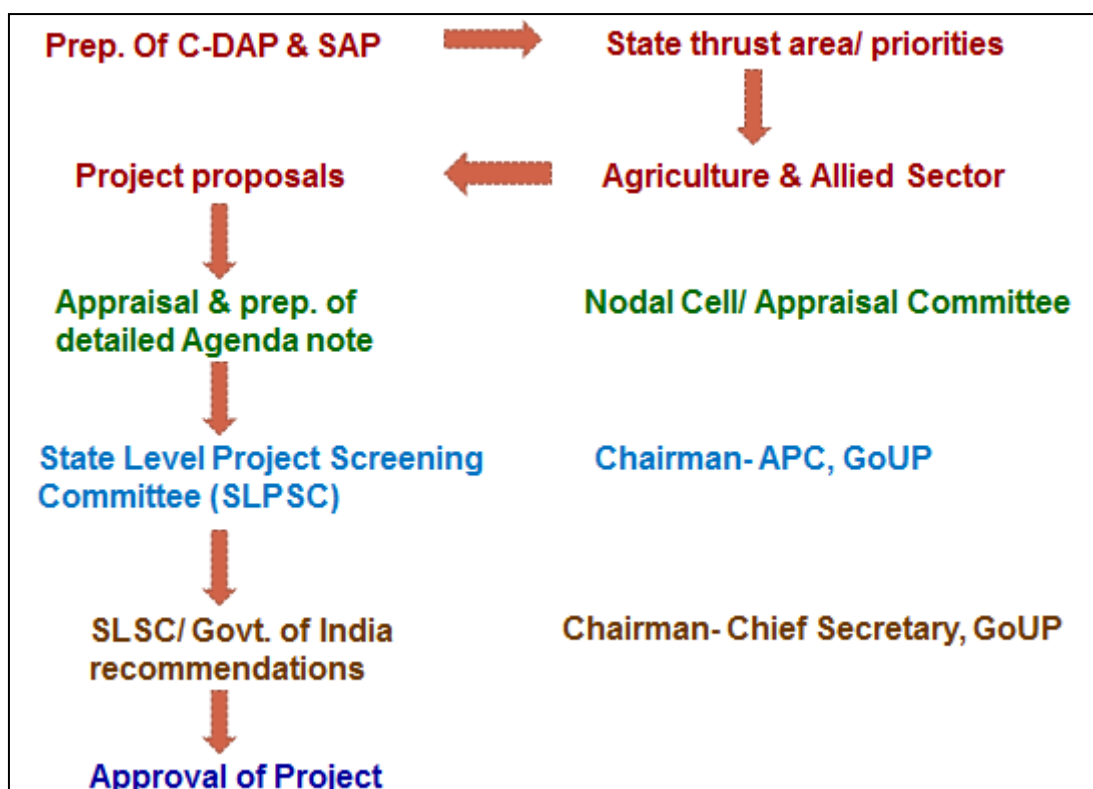 Prep. Of C-DAP & SAP
State thrust area/ priorities
Project proposals
Agriculture & Allied Sector
Appraisal & prep. of
detailed Agenda note
Nodal Cell/ Appraisal Committee
State Level Project Screening
Committee (SLPSC)
Chairman- APC, GoUP
SLSC/ Govt. of India
recommendations
Chairman- Chief Secretary, GoUP
Approval of Project